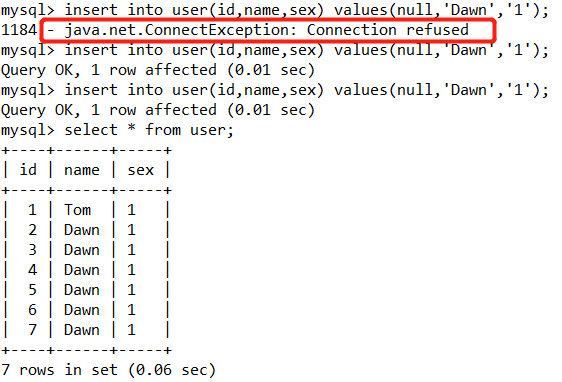 mysql> insert into user(id,name,sex) values(null,'Dawn','1');
1184 - java.net.ConnectException: Connection refused
mysql> insert into user(id,name,sex) values(null,'Dawn','1');
Query OK, 1 row affected (0.01 sec)
mysql> insert into user(id,name,sex) values(null,'Dawn','1');
Query OK, 1 row affected (0.01 sec)
mysql> select * from user;
+----+------+-----+
| id | name | sex |
+----+------+-----+
|  1 | Tom  | 1   |
|  2 | Dawn | 1   |
|  3 | Dawn | 1   |
|  4 | Dawn | 1   |
|  5 | Dawn | 1   |
|  6 | Dawn | 1   |
|  7 | Dawn | 1   |
+----+------+-----+
7 rows in set (0.06 sec)